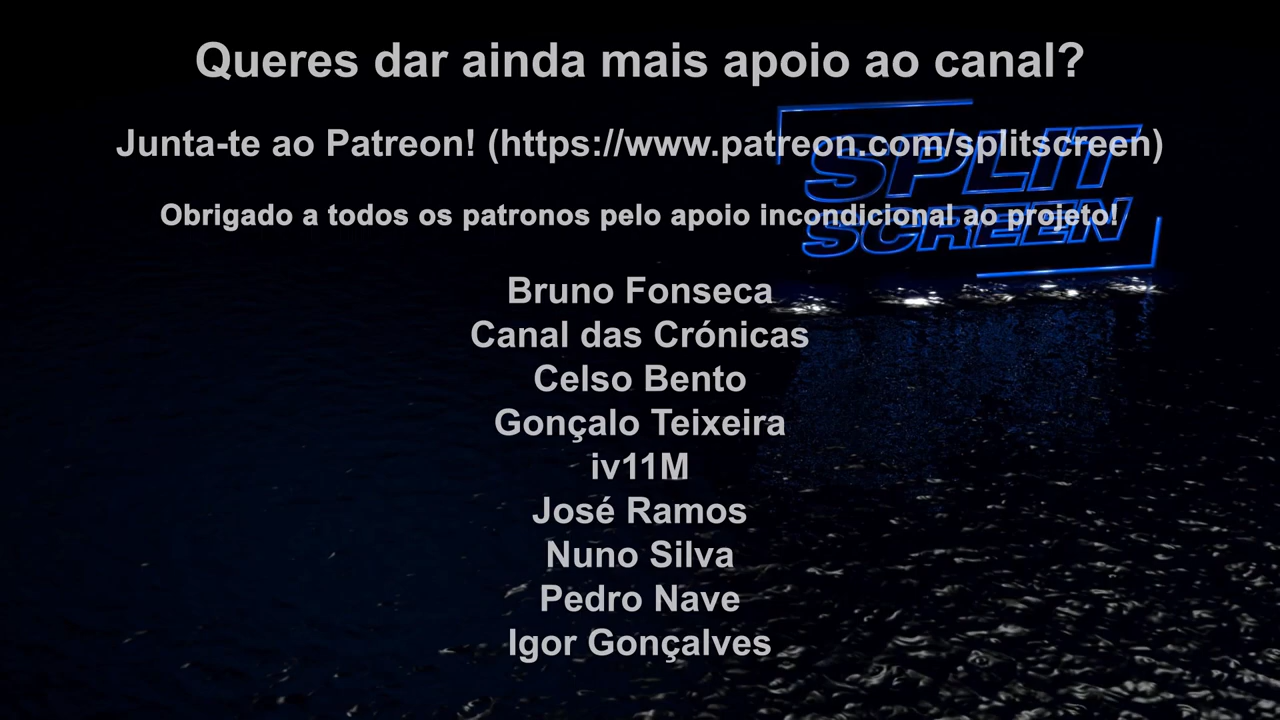 Queres dar ainda mais apoio ao canal?
Junta-te ao Patreon! (https://www.patreon.com/splitscreen)
SPLIT
Obrigado a todos os patronos pelo apoio incondicional ao projeto!
SCREEN
Bruno Fonseca
Canal das Crónicas
Celso Bento
Gonçalo Teixeira
iv11M
José Ramos
Nuno Silva
Pedro Nave
Igor Gonçalves